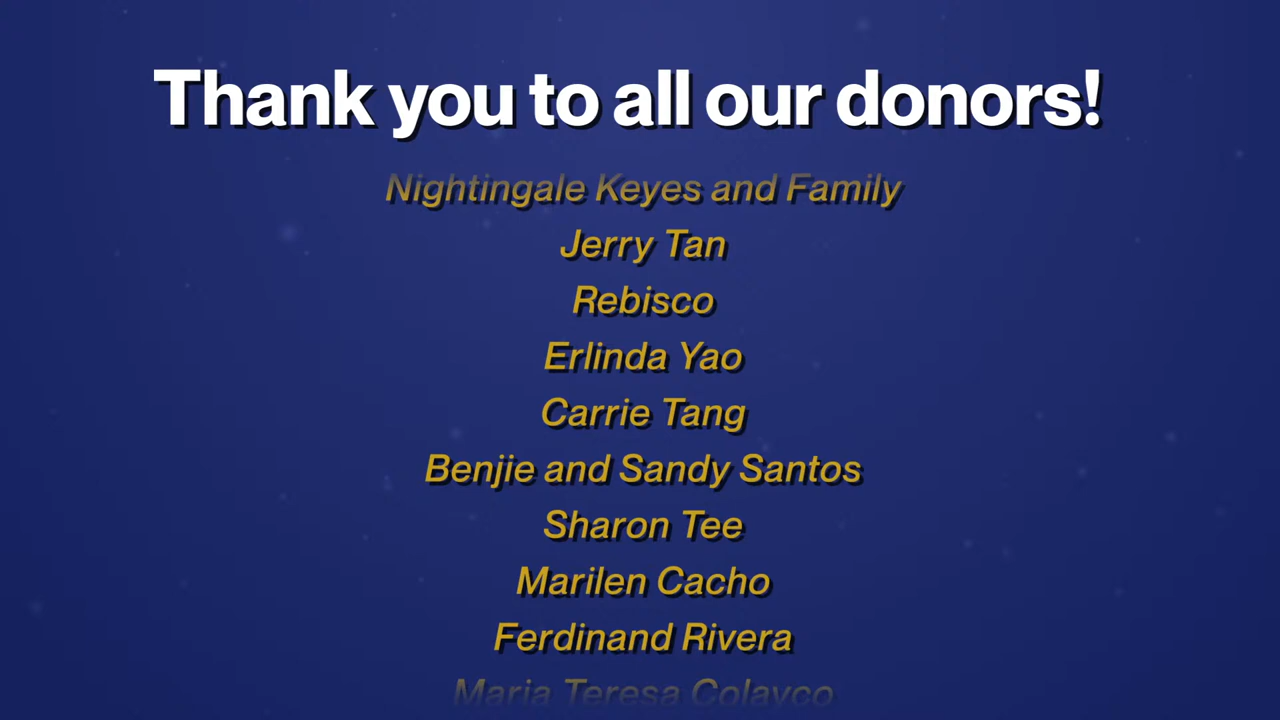 Thank you to all our donors!
Nightingale Keyes and Family
Jerry Tan
Rebisco
Erlinda Yao
Carrie Tang
Benjie and Sandy Santos
Sharon Tee
Marilen Cacho
Ferdinand Rivera
Maria Teresa Colayco